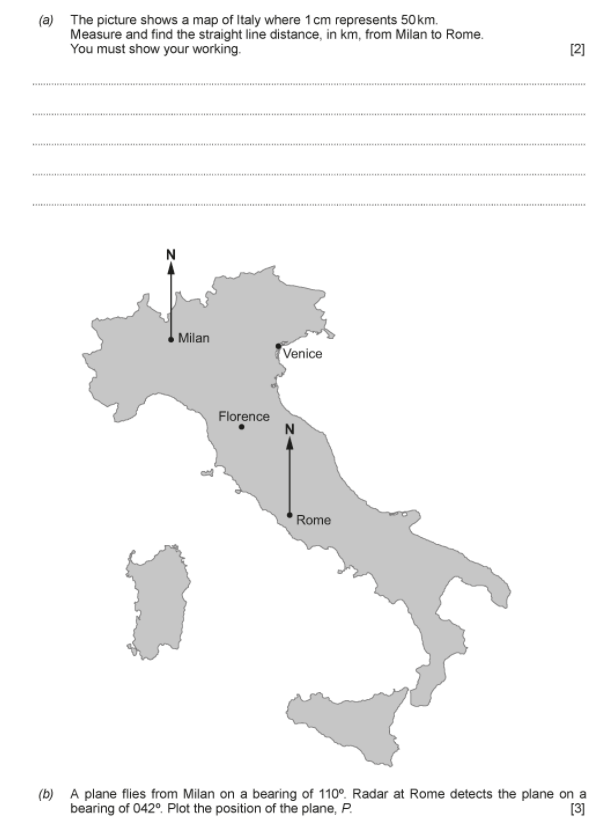 (a) The picture shows a map of Italy where 1 cm represents 50 km.
Measure and find the straight line distance, in km, from Milan to Rome.
You must show your working. [2]
N
Milan
Venice
Florence
N
Rome
(b) A plane flies from Milan on a bearing of 110°. Radar at Rome detects the plane on a
bearing of 042°. Plot the position of the plane, P. [3]